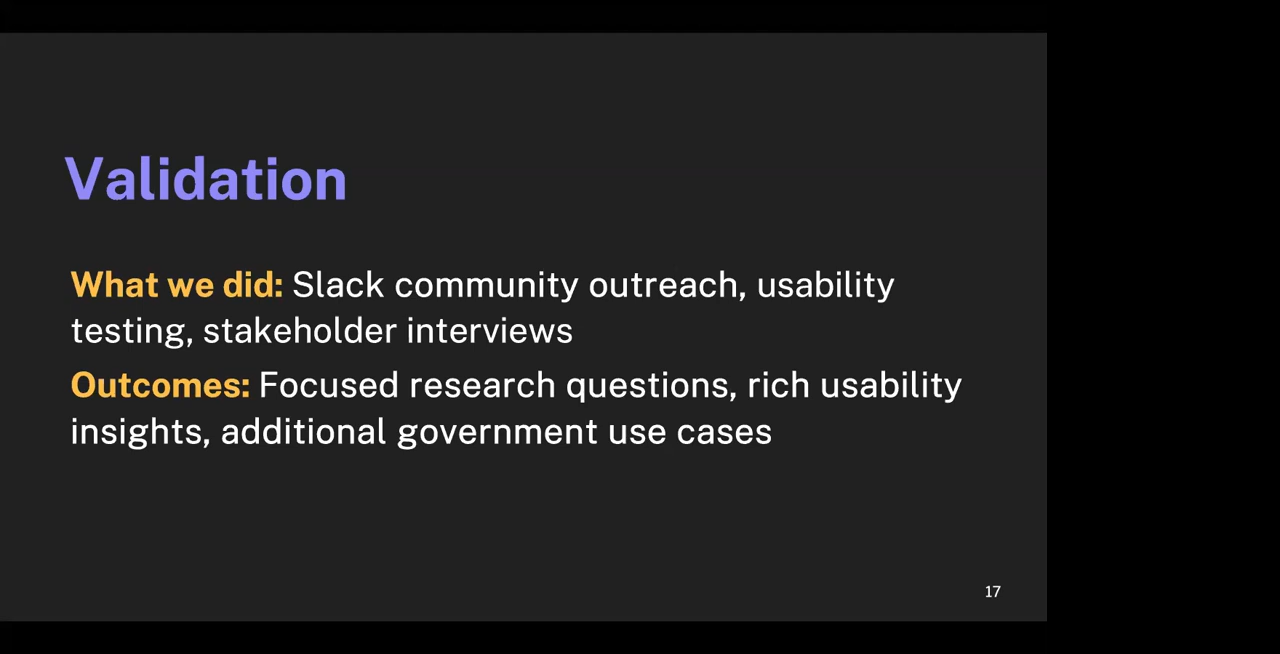 Validation
What we did: Slack community outreach, usability
testing, stakeholder interviews
Outcomes: Focused research questions, rich usability
insights, additional government use cases
17